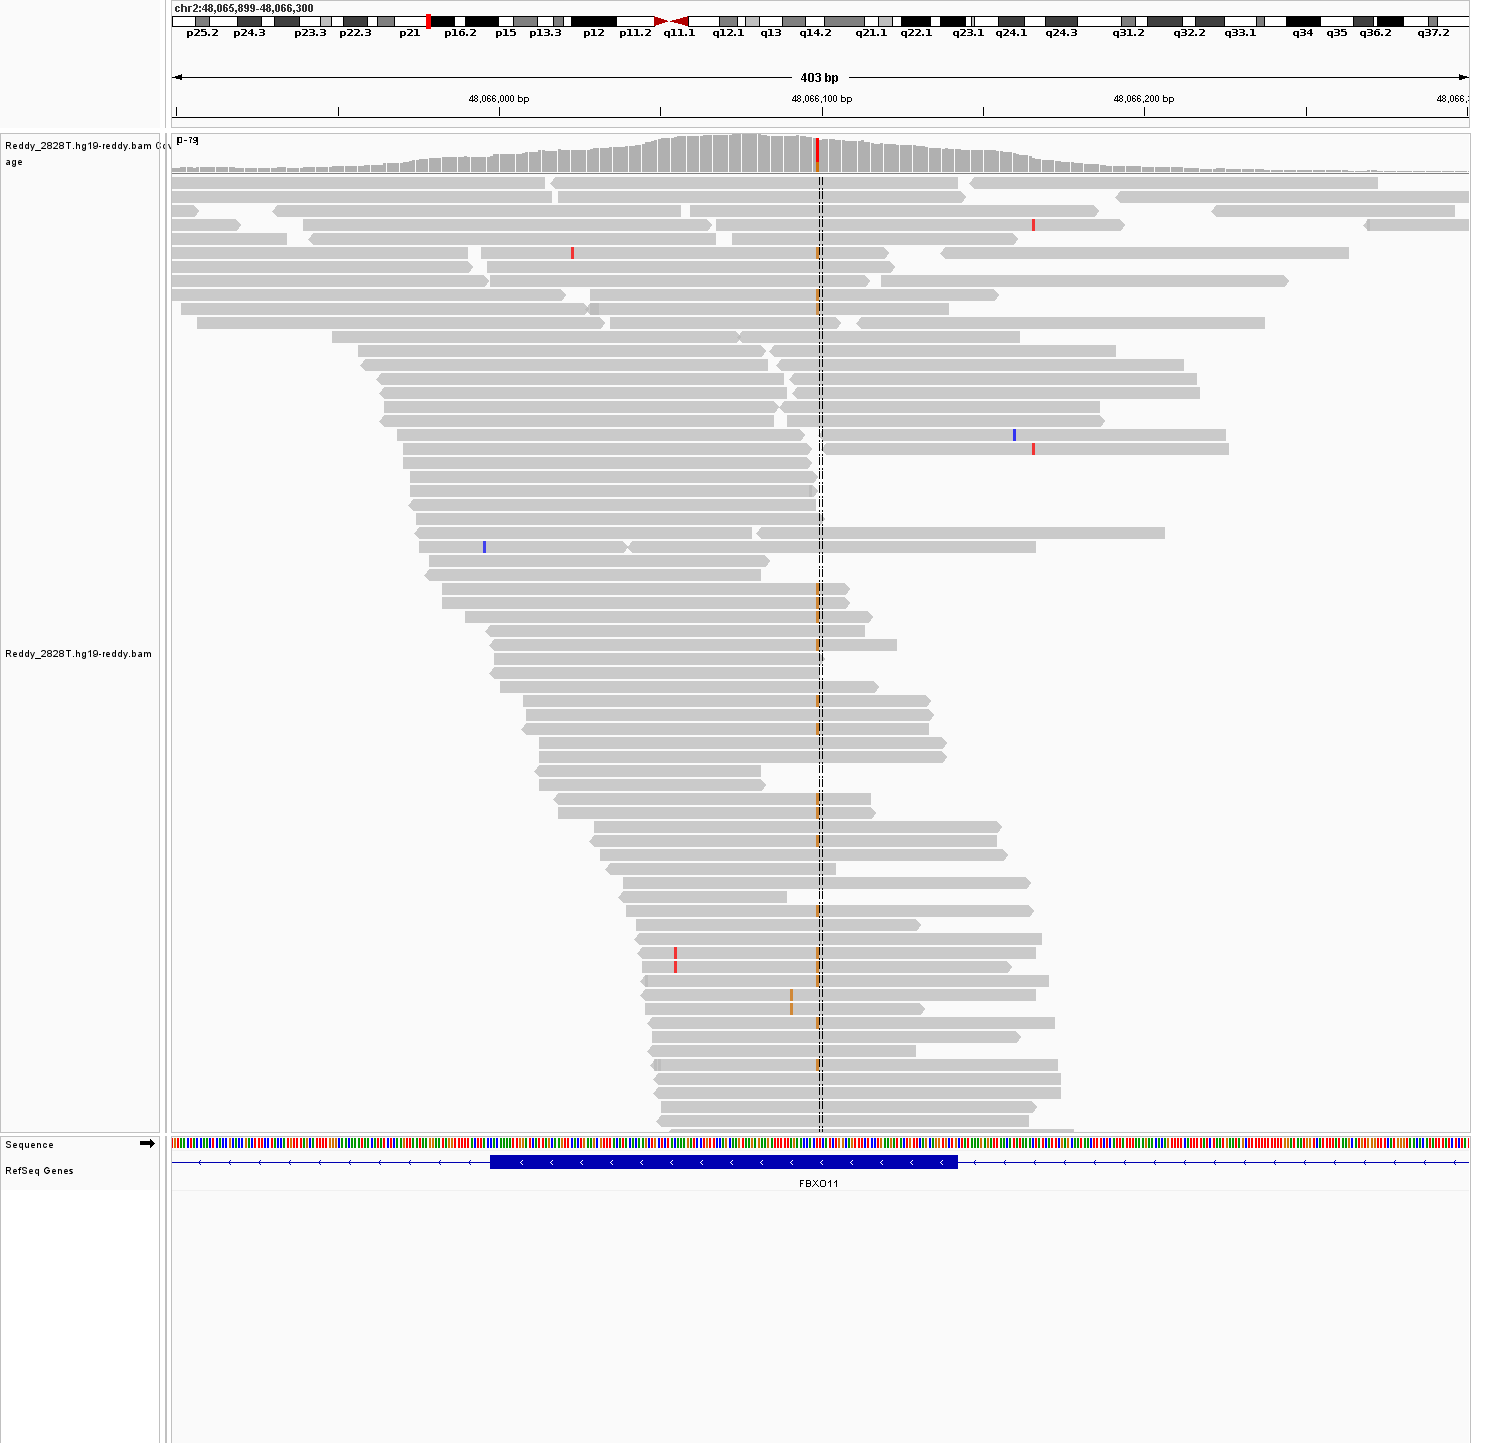 chr2:48,065,899-48,066,300
p25.2 p24.3 p23.3 p22.3 p21 p16.2 p15 p13.3 p12 p11.2 q11.1 q12.1 q13 q14.2 q21.1 q22.1 q23.1 q24.1 q24.3 q31.2 q32.2 q33.1 q34 q35 q36.2 q37.2
403 bp
48,066,000 bp 48,066,100 bp 48,066,200 bp 48,066,3
[0-79]
Reddy_2828T.hg19-reddy.bam Cov
age
Reddy_2828T.hg19-reddy.bam
Sequence
RefSeq Genes
FBXO11